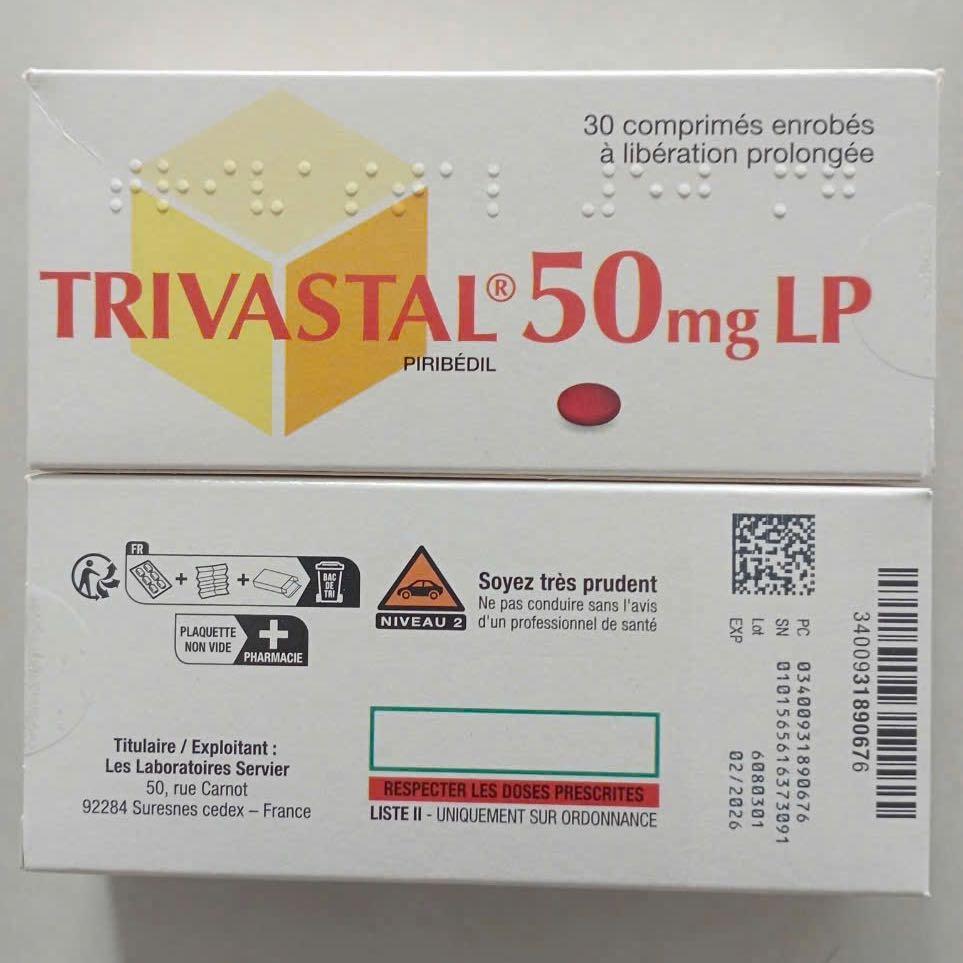 30 comprimés enrobés
à libération prolongée
TRIVASTAL® 50mg LP
PIRIBÉDIL
FR
BAC
DE
TRI
PLAQUETTE
NON VIDE
PHARMACIE
NIVEAU 2
Soyez très prudent
Ne pas conduire sans l'avis
d'un professionnel de santé
Titulaire / Exploitant :
Les Laboratoires Servier
50, rue Carnot
92284 Suresnes cedex – France
RESPECTER LES DOSES PRESCRITES
LISTE II - UNIQUEMENT SUR ORDONNANCE
PC 03400931890676
SN 0101565616373091
Lot 6080301
EXP 02/2026
3400931890676